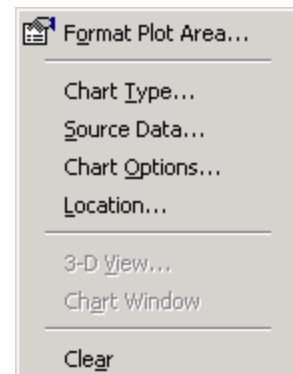 Format Plot Area...
Chart Type...
Source Data...
Chart Options...
Location...
3-D View...
Chart Window
Clear